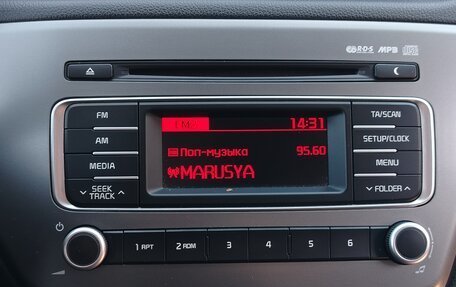 R.D.S MP3
FM
AM
MEDIA
SEEK
TRACK
FM 14:31
Поп-музыка 95.60
MARUSYA
TA/SCAN
SETUP/CLOCK
MENU
FOLDER
1 RPT
2 RDM
3
4
5
6